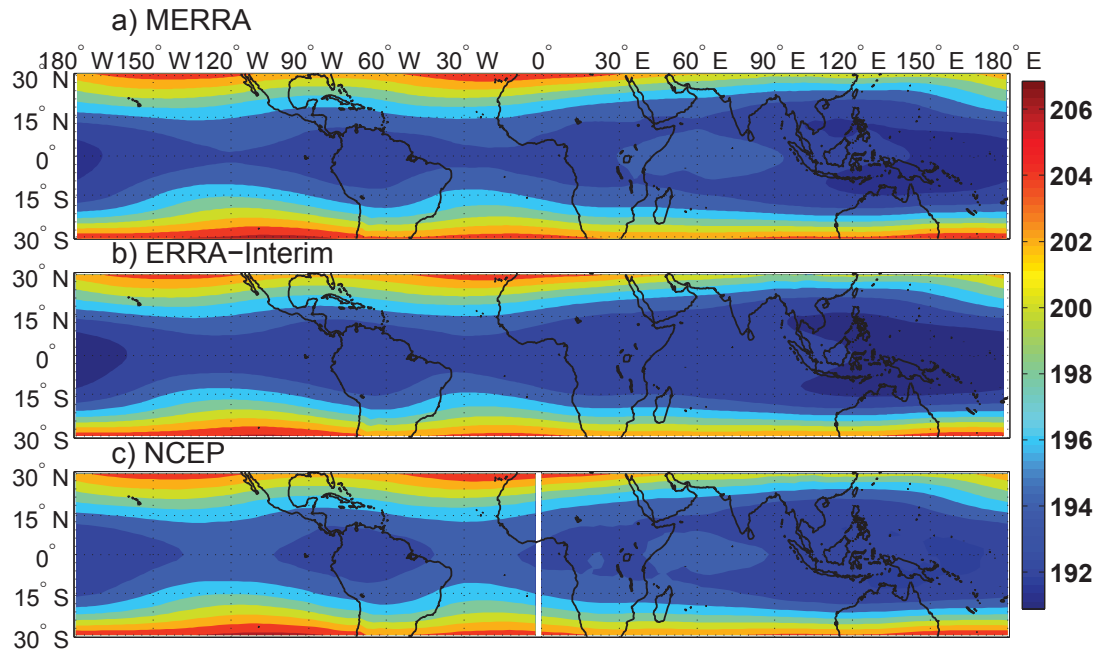 a) MERRA
180° W 150° W 120° W 90° W 60° W 30° W 0° 30° E 60° E 90° E 120° E 150° E 180° E
30° N
15° N
0°
15° S
30° S
b) ERRA−Interim
30° N
15° N
0°
15° S
30° S
c) NCEP
30° N
15° N
0°
15° S
30° S
206
204
202
200
198
196
194
192